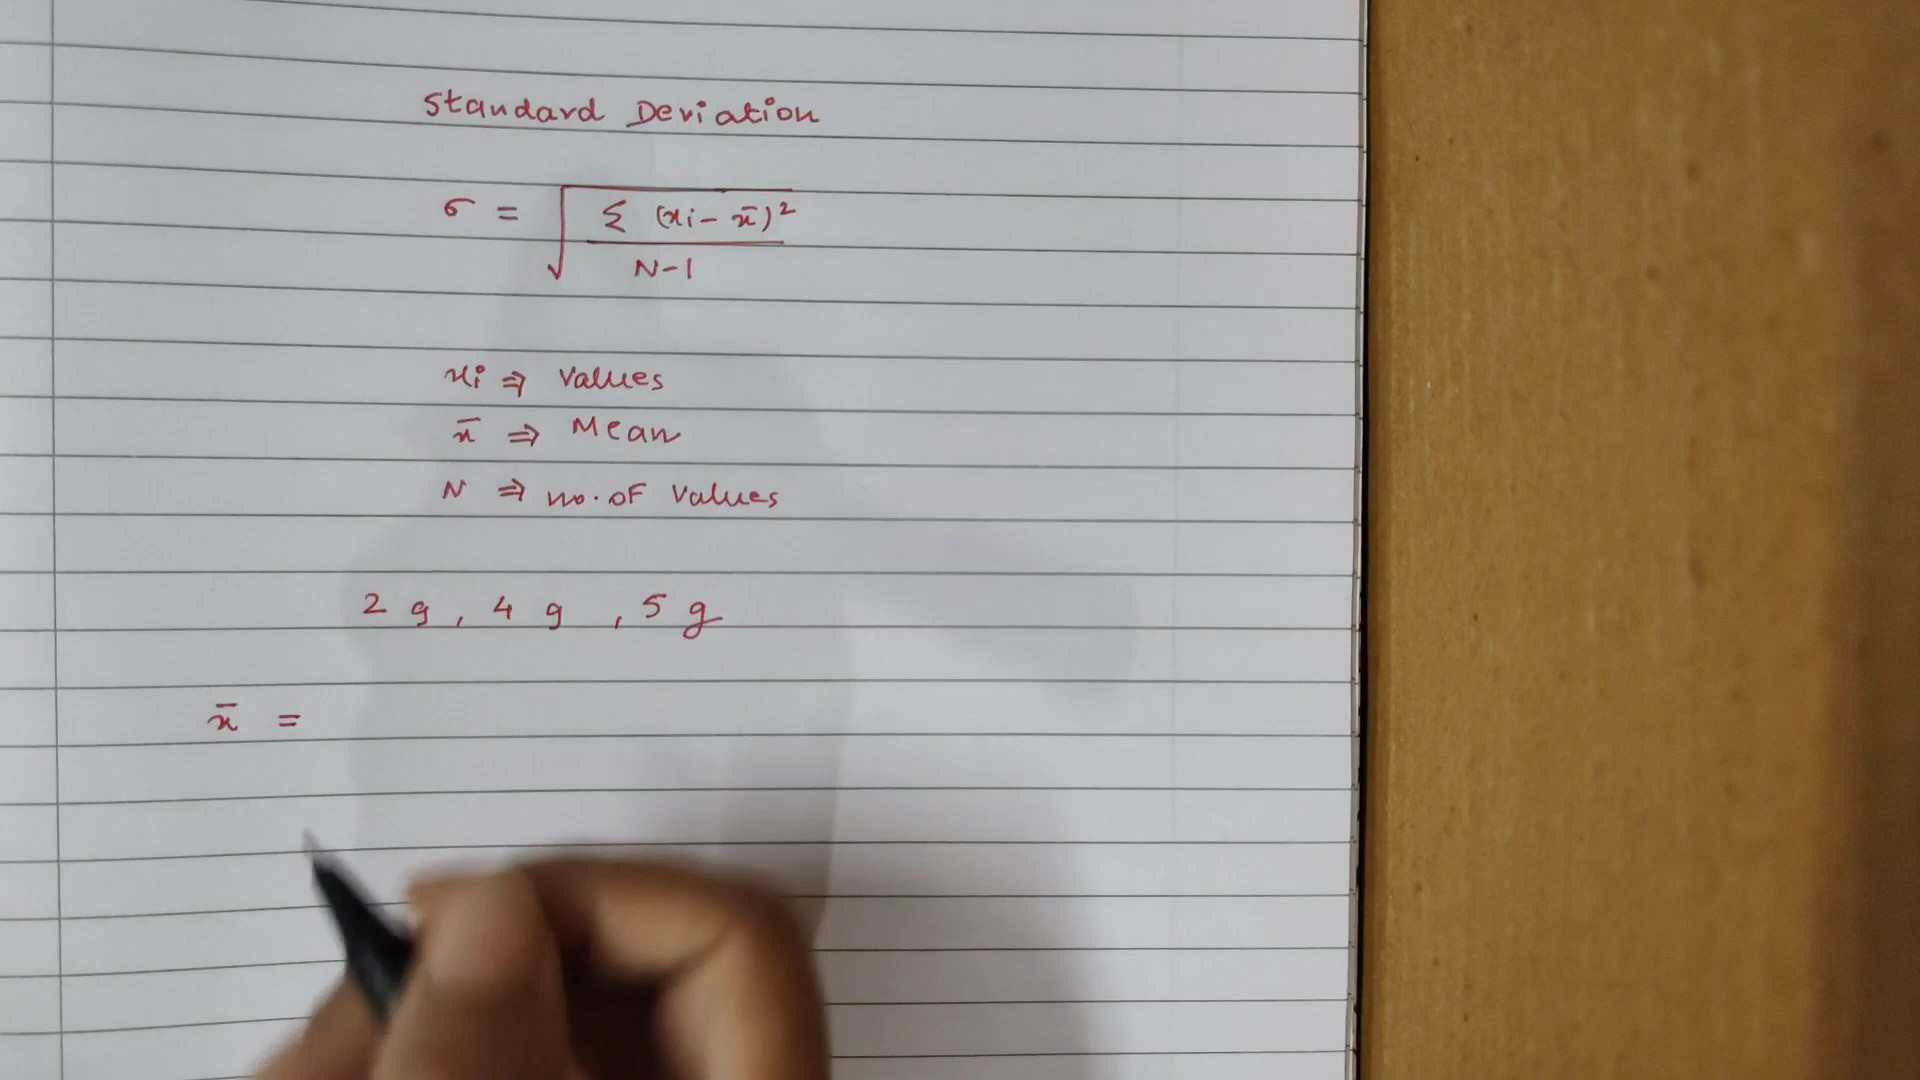 Standard Deviation
σ = √ Σ (xi - x̄)² / N-1
xi ⇒ Values
x̄ ⇒ Mean
N ⇒ no. of Values
2 g , 4 g , 5 g
x̄ =